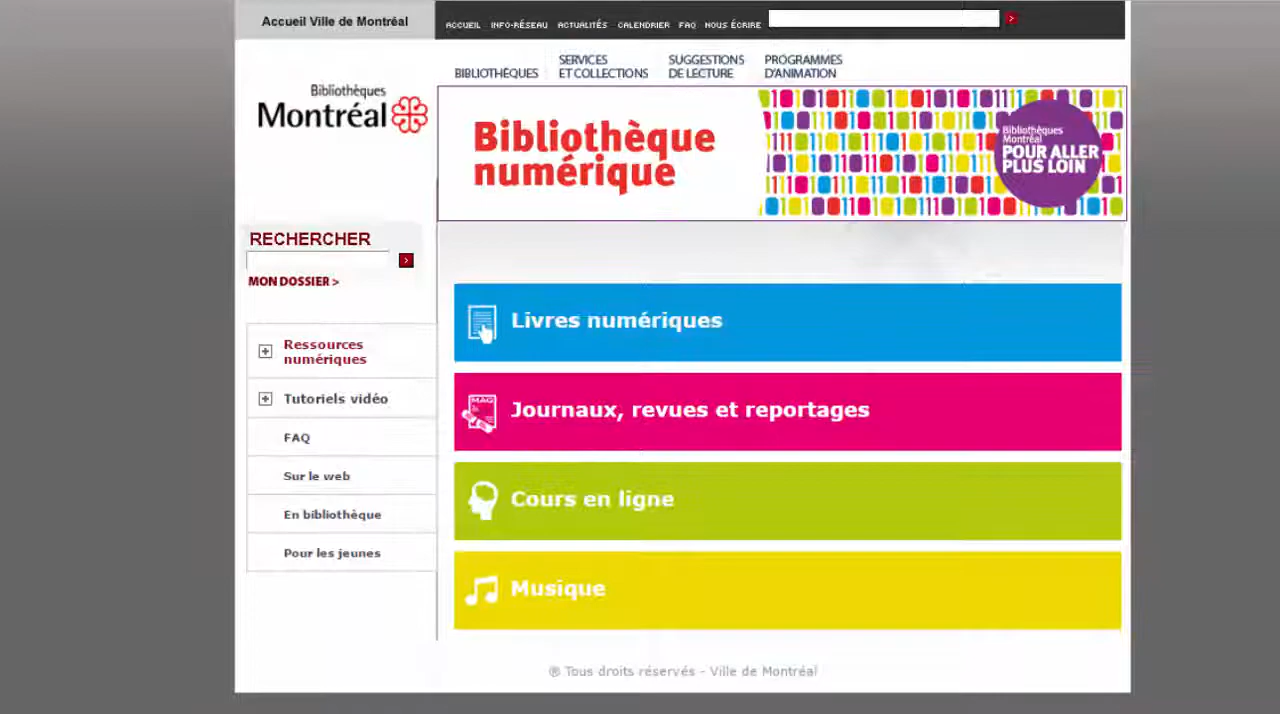 Accueil Ville de Montréal
ACCUEIL INFO-RÉSEAU ACTUALITÉS CALENDRIER FAQ NOUS ÉCRIRE
BIBLIOTHÈQUES
SERVICES
ET COLLECTIONS
SUGGESTIONS
DE LECTURE
PROGRAMMES
D'ANIMATION
Bibliothèques
Montréal
Bibliothèque
numérique
Bibliothèques
Montréal
POUR ALLER
PLUS LOIN
RECHERCHER
MON DOSSIER >
Ressources
numériques
Tutoriels vidéo
FAQ
Sur le web
En bibliothèque
Pour les jeunes
Livres numériques
MAG
Journaux, revues et reportages
Cours en ligne
Musique
® Tous droits réservés - Ville de Montréal